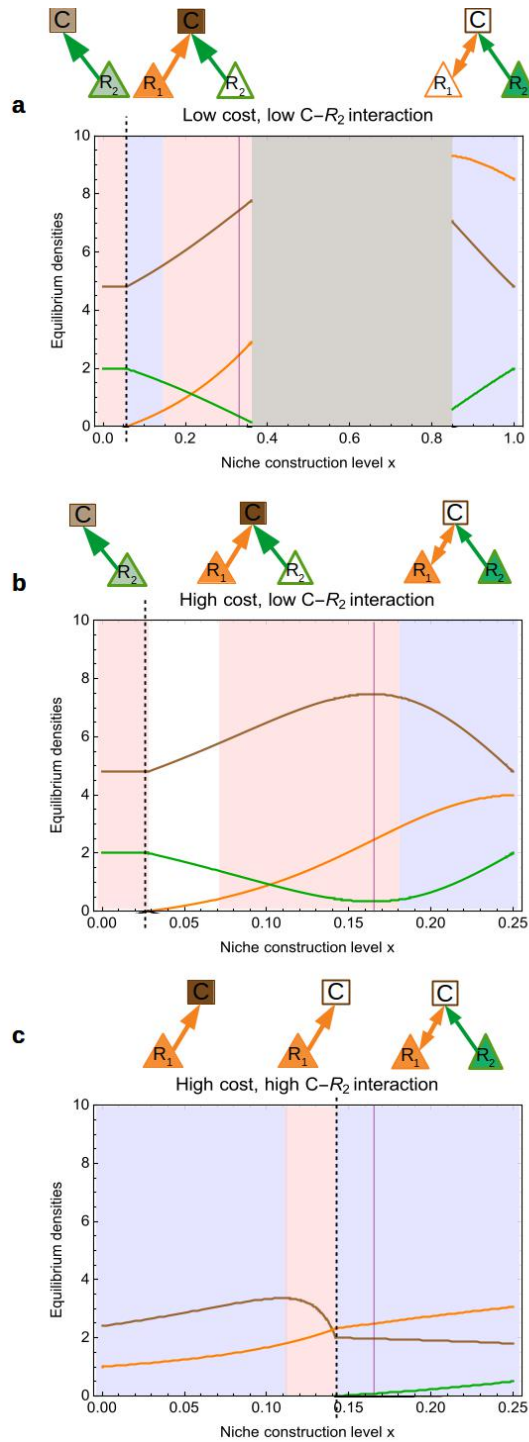 C C C
R2 R1 R2 R1 R2
a
Low cost, low C−R2 interaction
10
8
6
4
2
0
Equilibrium densities
0.0 0.2 0.4 0.6 0.8 1.0
Niche construction level x
C C C
R2 R1 R2 R1 R2
b
High cost, low C−R2 interaction
10
8
6
4
2
0
Equilibrium densities
0.00 0.05 0.10 0.15 0.20 0.25
Niche construction level x
C C C
R1 R1 R1 R2
c
High cost, high C−R2 interaction
10
8
6
4
2
0
Equilibrium densities
0.00 0.05 0.10 0.15 0.20 0.25
Niche construction level x